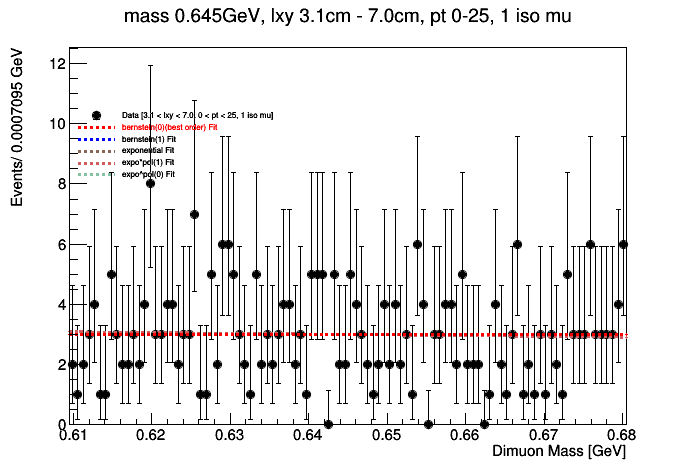 mass 0.645GeV, lxy 3.1cm - 7.0cm, pt 0-25, 1 iso mu
Events/ 0.0007095 GeV
12
10
8
6
4
2
0
Data [3.1 < lxy < 7.0, 0 < pt < 25, 1 iso mu]
bernstein(0)(best order) Fit
bernstein(1) Fit
exponential Fit
expo*pol(1) Fit
expo*pol(0) Fit
0.61 0.62 0.63 0.64 0.65 0.66 0.67 0.68
Dimuon Mass [GeV]